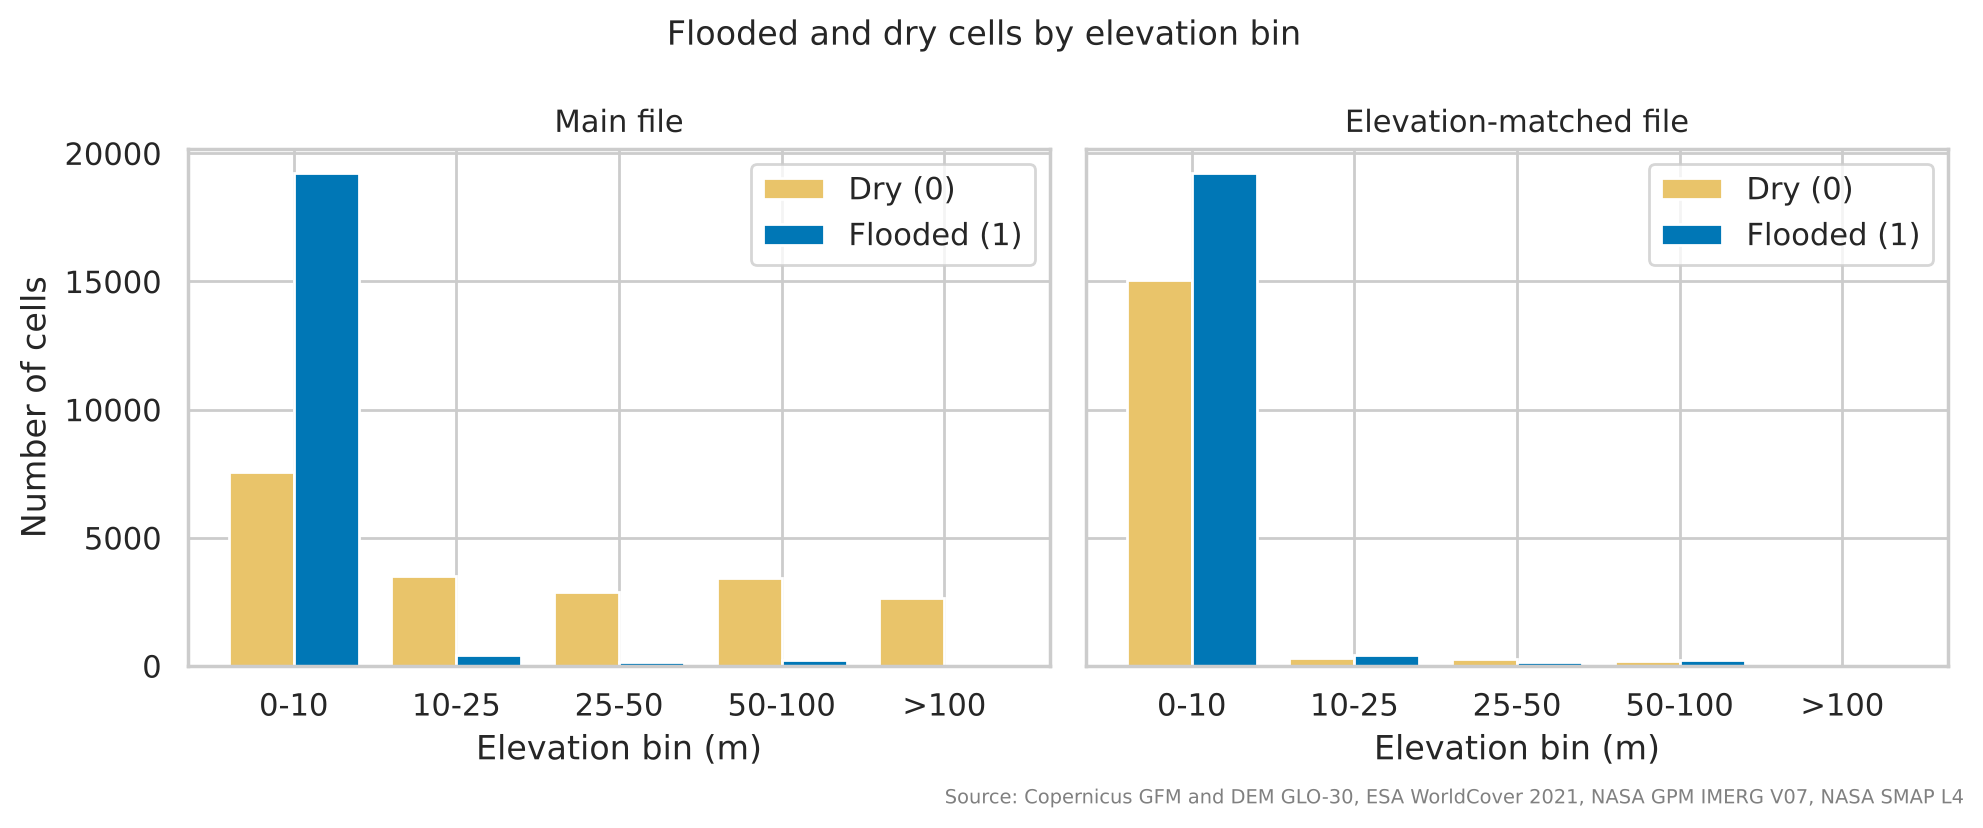 Flooded and dry cells by elevation bin
Main file
Number of cells
20000
15000
10000
5000
0
Dry (0)
Flooded (1)
0-10 10-25 25-50 50-100 >100
Elevation bin (m)
Elevation-matched file
Dry (0)
Flooded (1)
0-10 10-25 25-50 50-100 >100
Elevation bin (m)
Source: Copernicus GFM and DEM GLO-30, ESA WorldCover 2021, NASA GPM IMERG V07, NASA SMAP L4